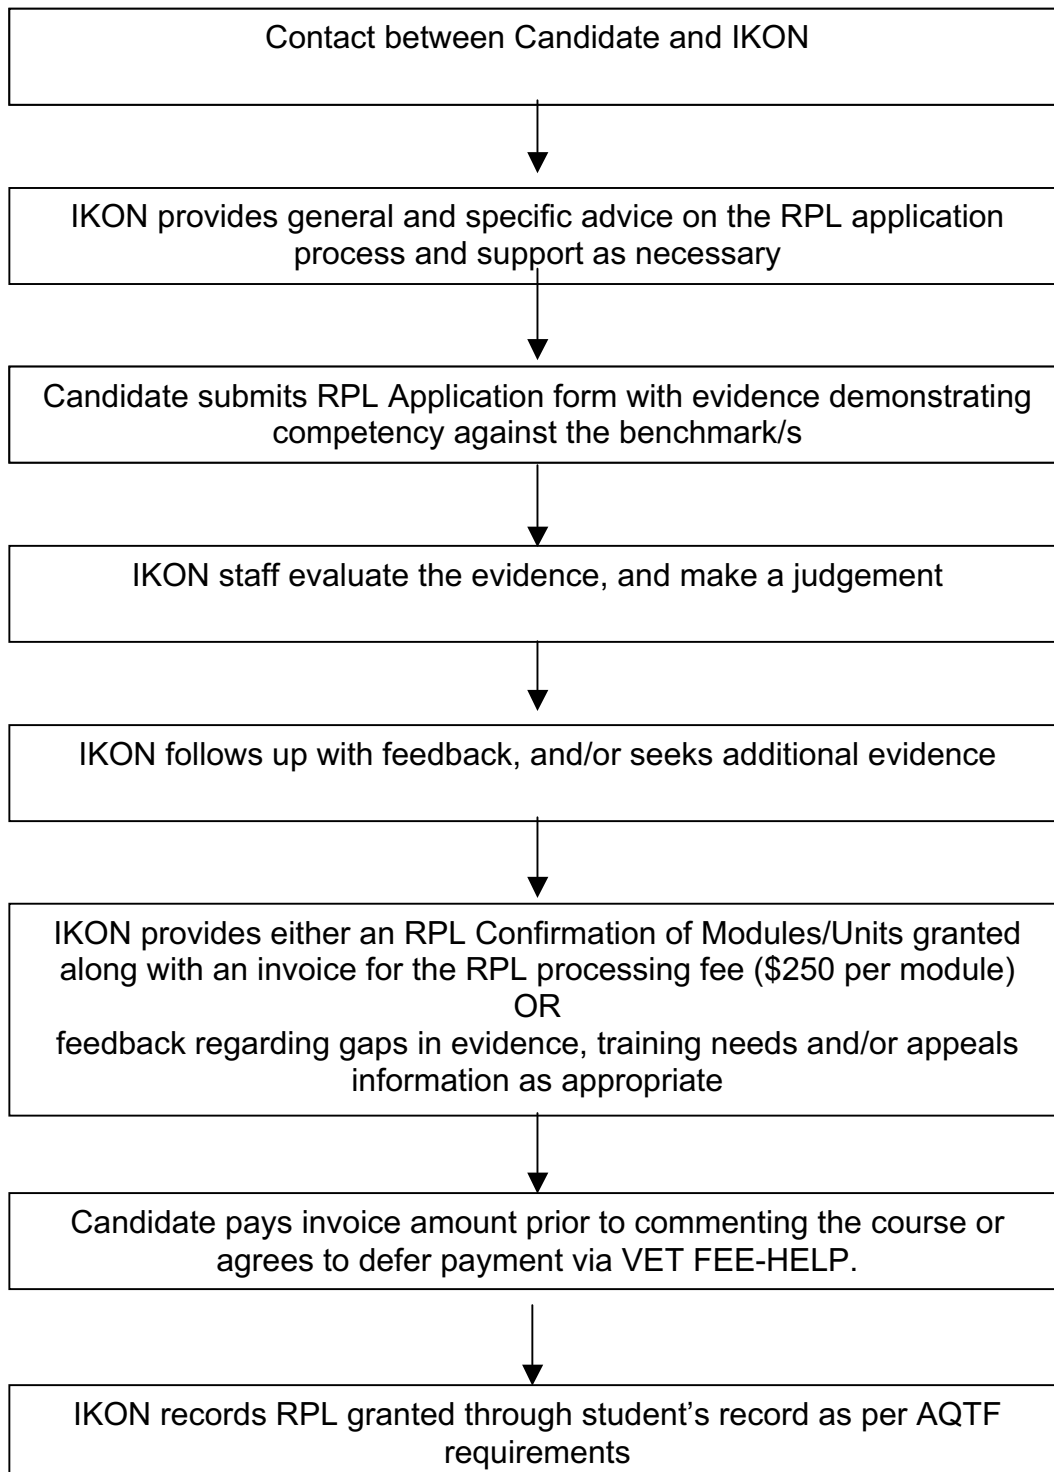 Contact between Candidate and IKON
IKON provides general and specific advice on the RPL application
process and support as necessary
Candidate submits RPL Application form with evidence demonstrating
competency against the benchmark/s
IKON staff evaluate the evidence, and make a judgement
IKON follows up with feedback, and/or seeks additional evidence
IKON provides either an RPL Confirmation of Modules/Units granted
along with an invoice for the RPL processing fee ($250 per module)
OR
feedback regarding gaps in evidence, training needs and/or appeals
information as appropriate
Candidate pays invoice amount prior to commenting the course or
agrees to defer payment via VET FEE-HELP.
IKON records RPL granted through student’s record as per AQTF
requirements